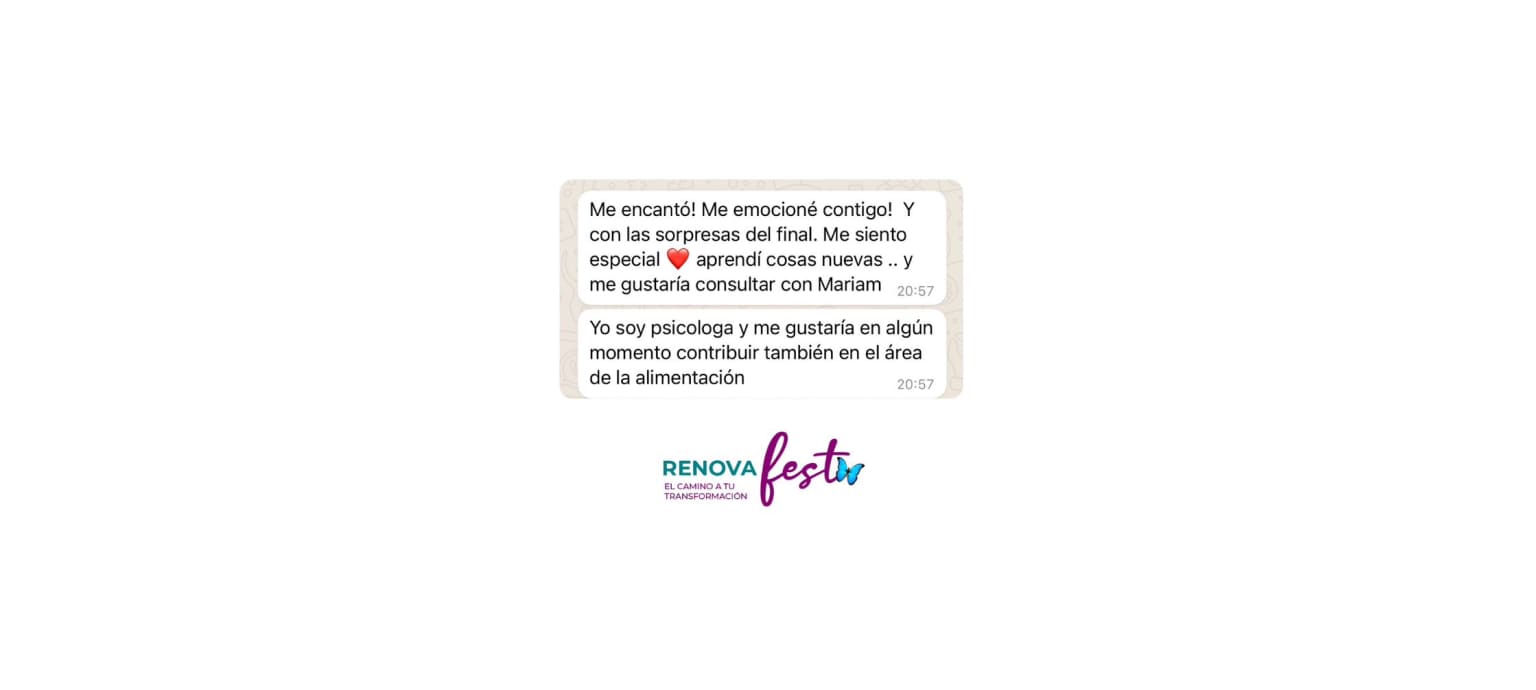 Me encantó! Me emocioné contigo!  Y
con las sorpresas del final. Me siento
especial ❤️ aprendí cosas nuevas .. y
me gustaría consultar con Mariam 20:57
Yo soy psicologa y me gustaría en algún
momento contribuir también en el área
de la alimentación 20:57
RENOVA fest
EL CAMINO A TU
TRANSFORMACIÓN